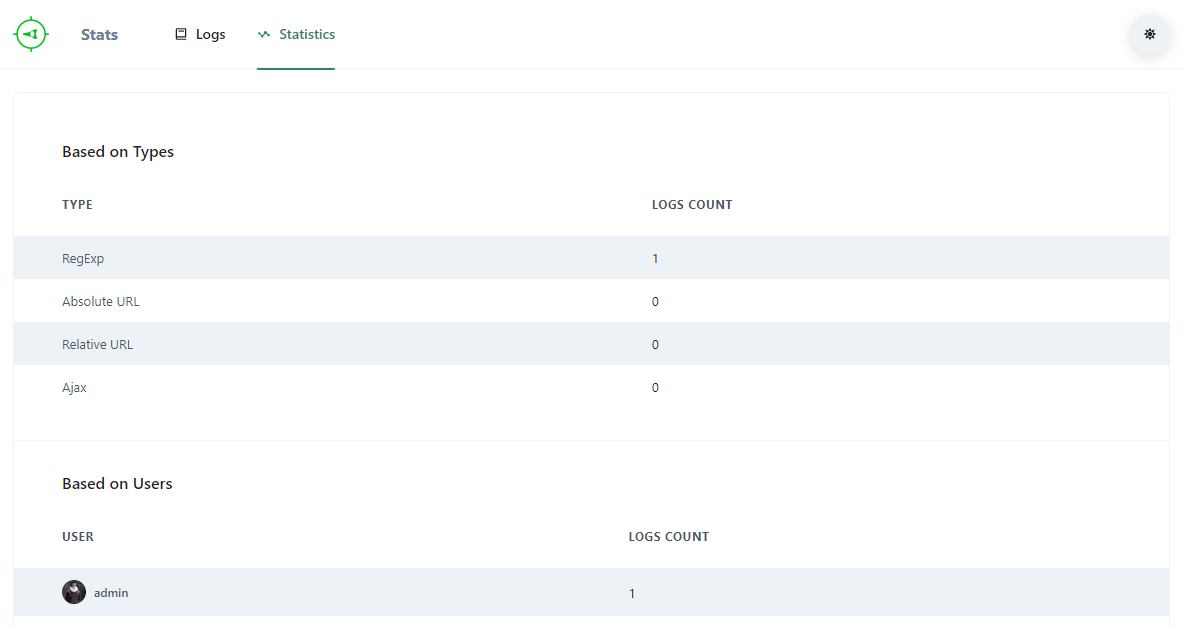 Stats Logs Statistics
Based on Types
TYPE LOGS COUNT
RegExp 1
Absolute URL 0
Relative URL 0
Ajax 0
Based on Users
USER LOGS COUNT
admin 1